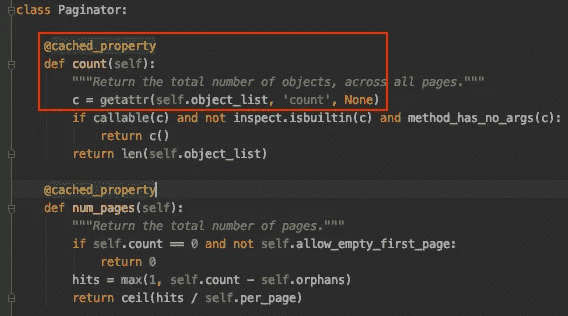 class Paginator:
@cached_property
def count(self):
"""Return the total number of objects, across all pages."""
c = getattr(self.object_list, 'count', None)
if callable(c) and not inspect.isbuiltin(c) and method_has_no_args(c):
return c()
return len(self.object_list)
@cached_property
def num_pages(self):
"""Return the total number of pages."""
if self.count == 0 and not self.allow_empty_first_page:
return 0
hits = max(1, self.count - self.orphans)
return ceil(hits / self.per_page)